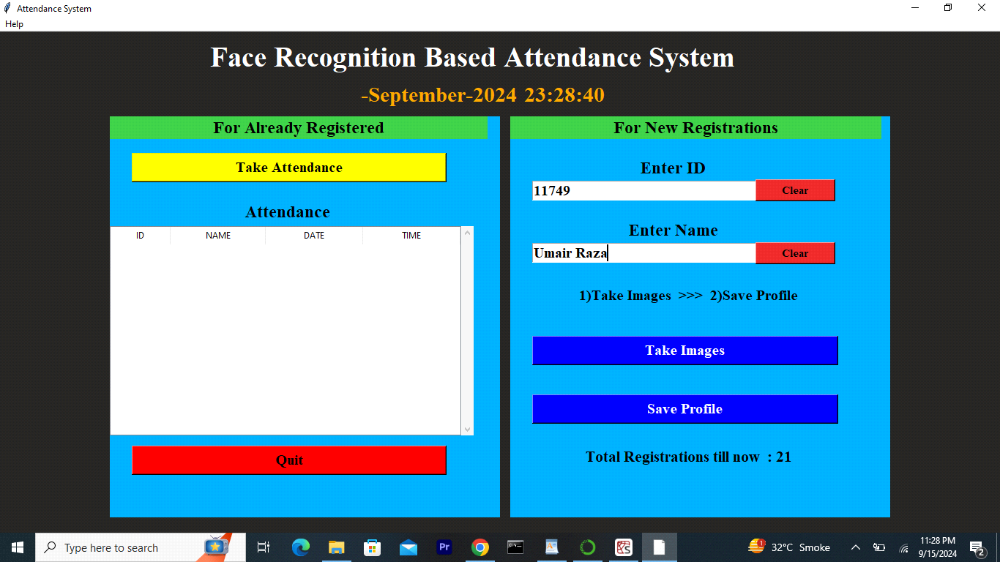 Attendance System
Help
Face Recognition Based Attendance System
-September-2024 23:28:40
For Already Registered
Take Attendance
Attendance
ID NAME DATE TIME
Quit
For New Registrations
Enter ID
11749 Clear
Enter Name
Umair Raza Clear
1)Take Images >>> 2)Save Profile
Take Images
Save Profile
Total Registrations till now : 21
Type here to search
Pr
1
32°C Smoke
11:28 PM
9/15/2024
2